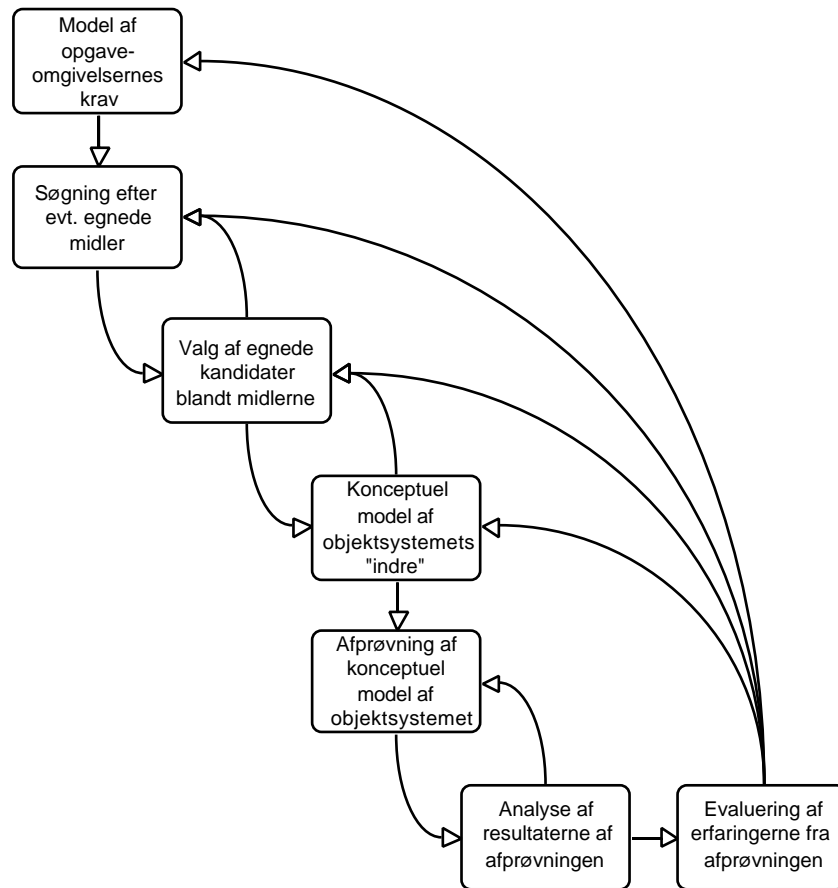 Model af
opgave-
omgivelsernes
krav
Søgning efter
evt. egnede
midler
Valg af egnede
kandidater
blandt midlerne
Konceptuel
model af
objektsystemets
"indre"
Afprøvning af
konceptuel
model af
objektsystemet
Analyse af
resultaterne af
afprøvningen
Evaluering af
erfaringerne fra
afprøvningen